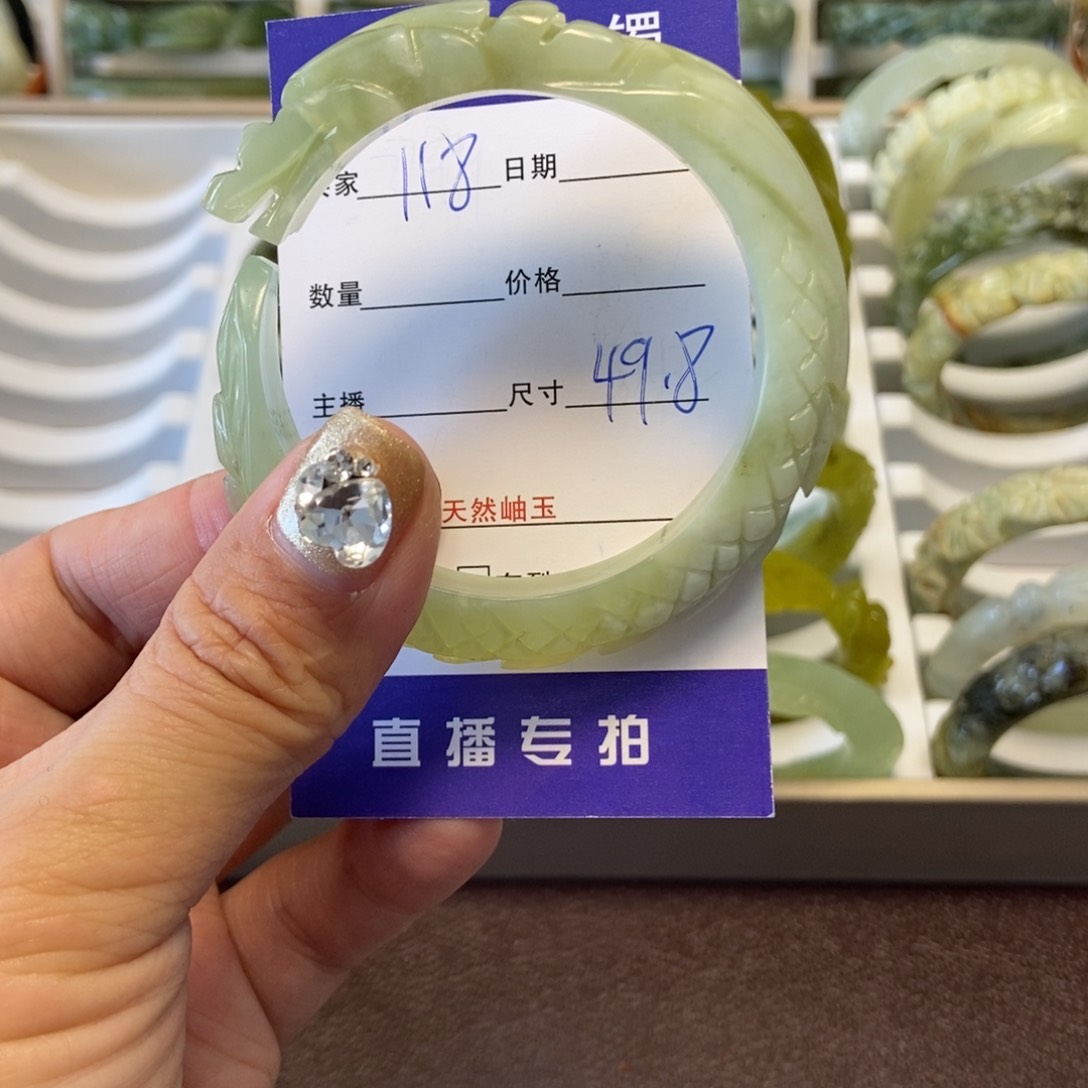 镯
家 118 日期
数量 价格
主播 尺寸 49.8
天然岫玉
直播专拍